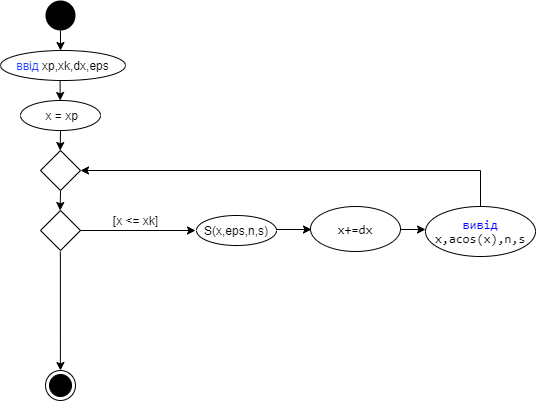 ввід xp,xk,dx,eps
x = xp
[x <= xk]
S(x,eps,n,s)
x+=dx
вивід
x,acos(x),n,s